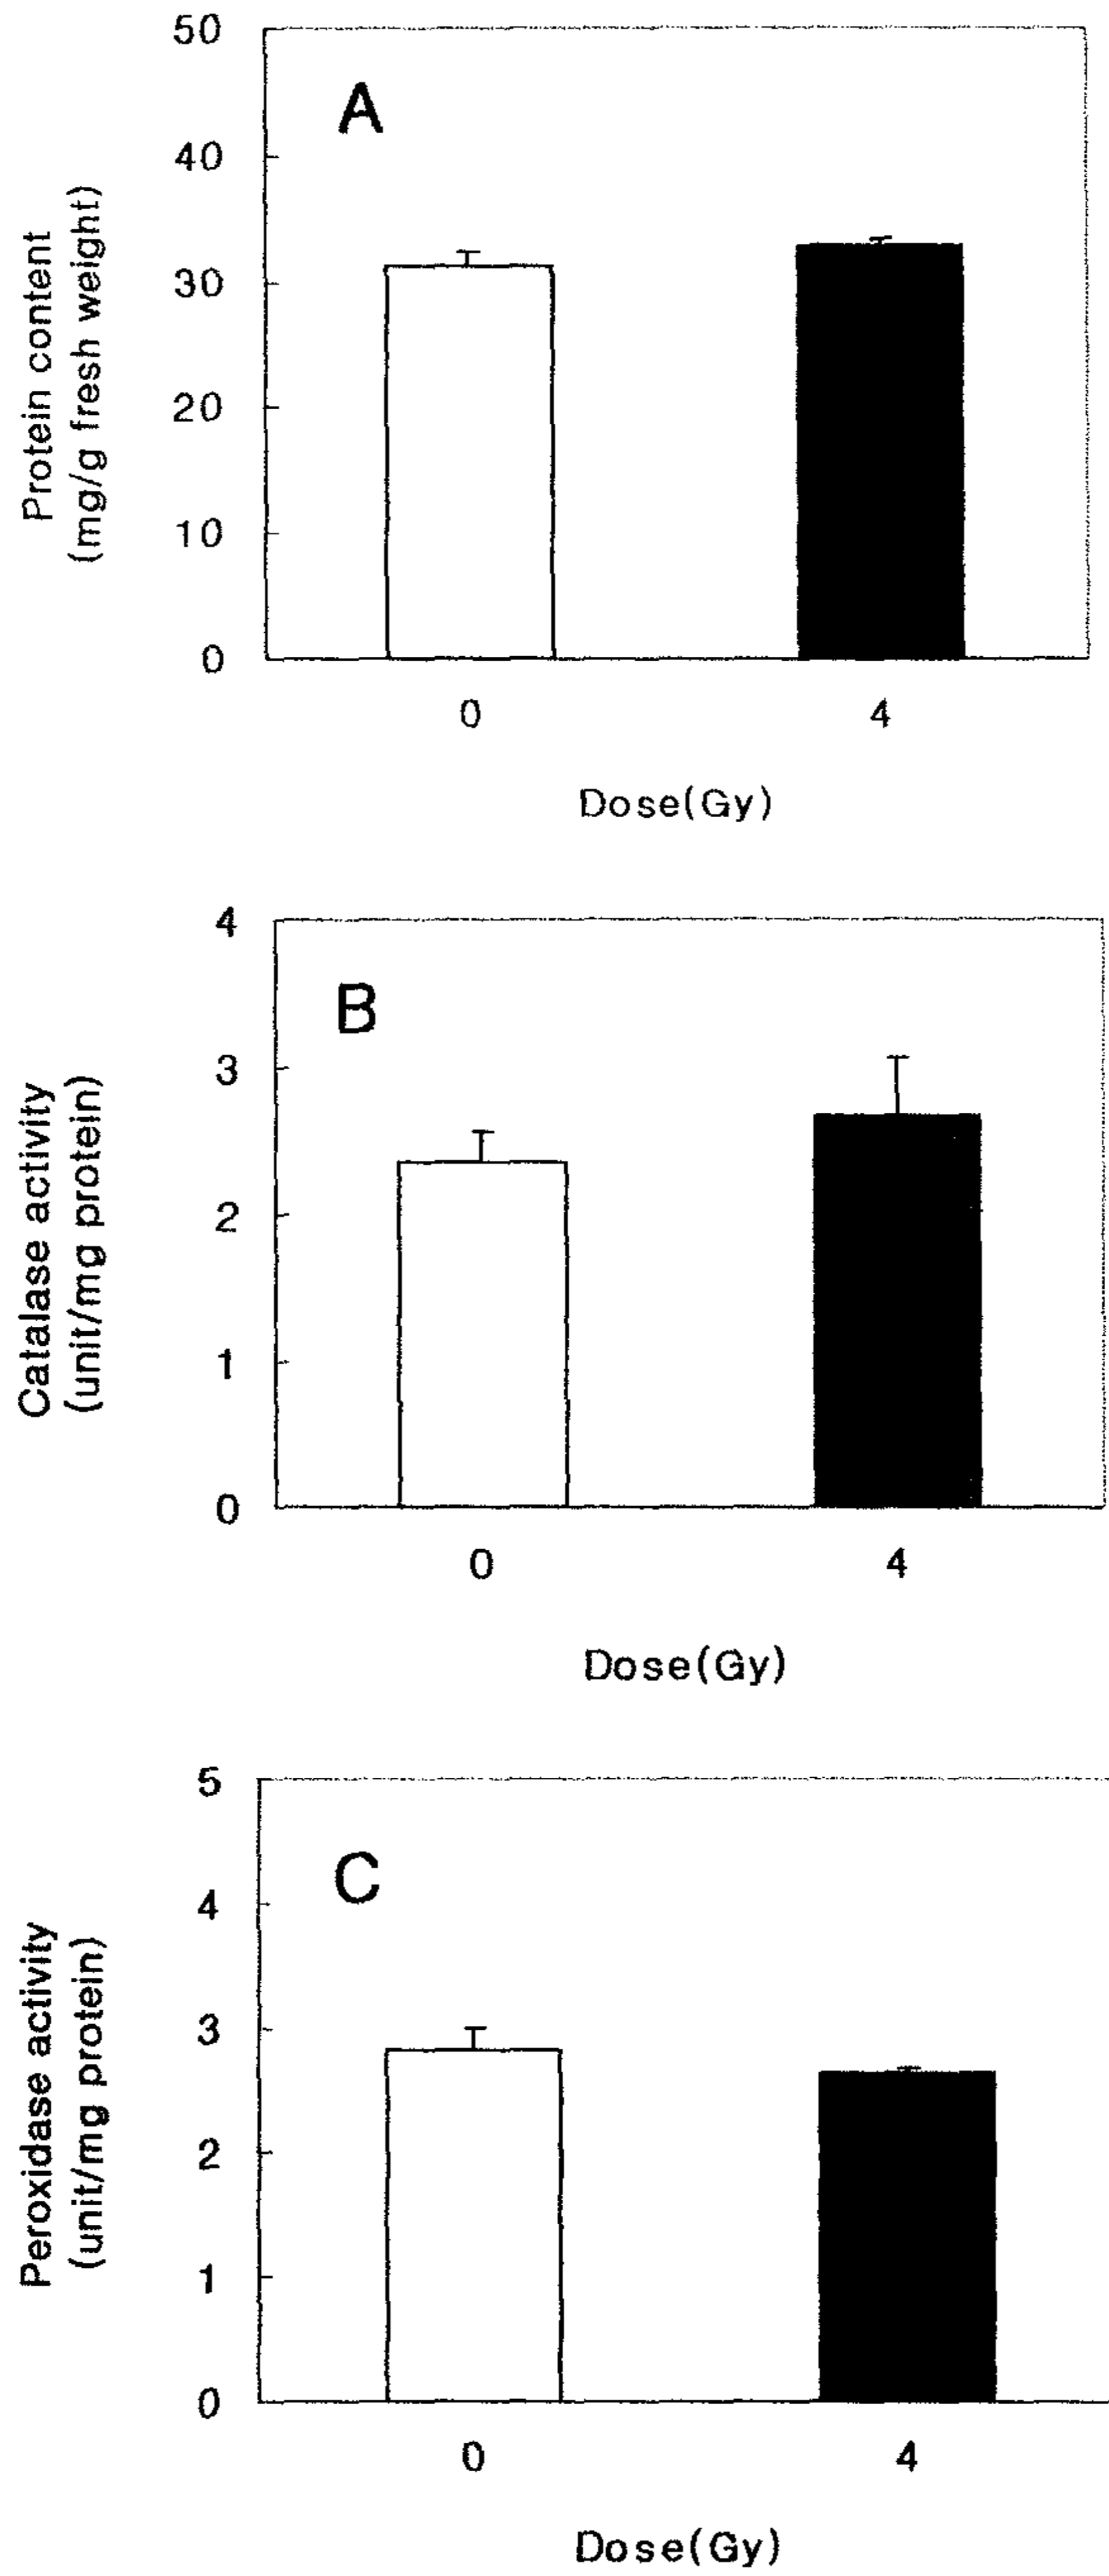 50
A
40
30
20
10
0
Protein content
(mg/g fresh weight)
0 4
Dose(Gy)
4
B
3
2
1
0
Catalase activity
(unit/mg protein)
0 4
Dose(Gy)
5
C
4
3
2
1
0
Peroxidase activity
(unit/mg protein)
0 4
Dose(Gy)